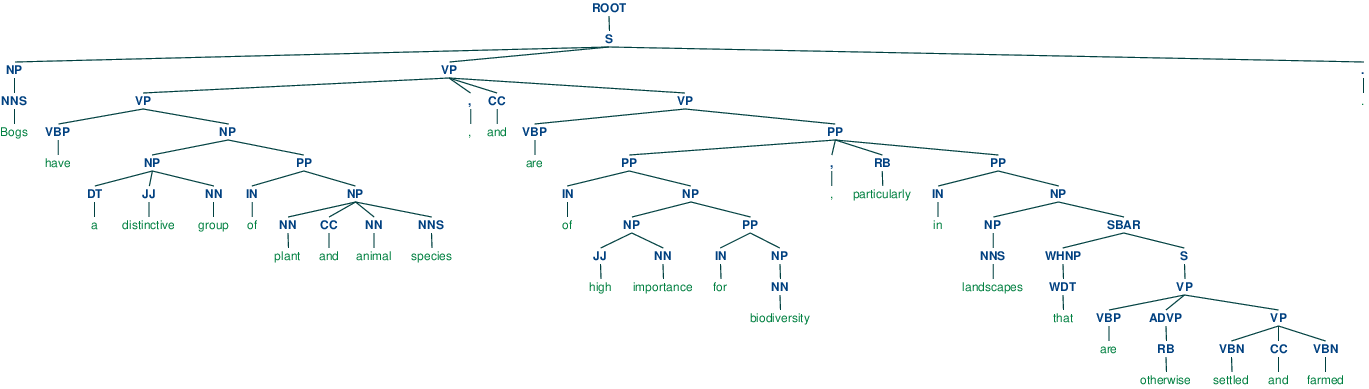 ROOT
S
NP VP .
NNS VP , CC VP
Bogs VBP NP , and VBP PP .
have NP PP are PP , RB PP
DT JJ NN IN NP IN NP , particularly IN NP
a distinctive group of NN CC NN NNS of NP PP in NP SBAR
plant and animal species JJ NN IN NP NNS WHNP S
high importance for NN landscapes WDT VP
biodiversity that VBP ADVP VP
are RB VBN CC VBN
otherwise settled and farmed